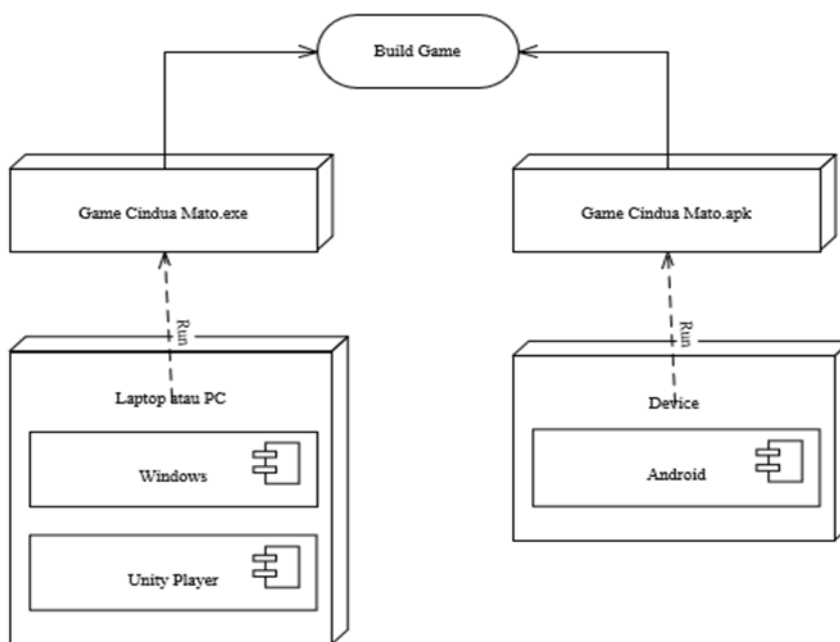 Build Game
Game Cindua Mato.exe
Game Cindua Mato.apk
Run
Run
Laptop atau PC
Device
Windows
Android
Unity Player